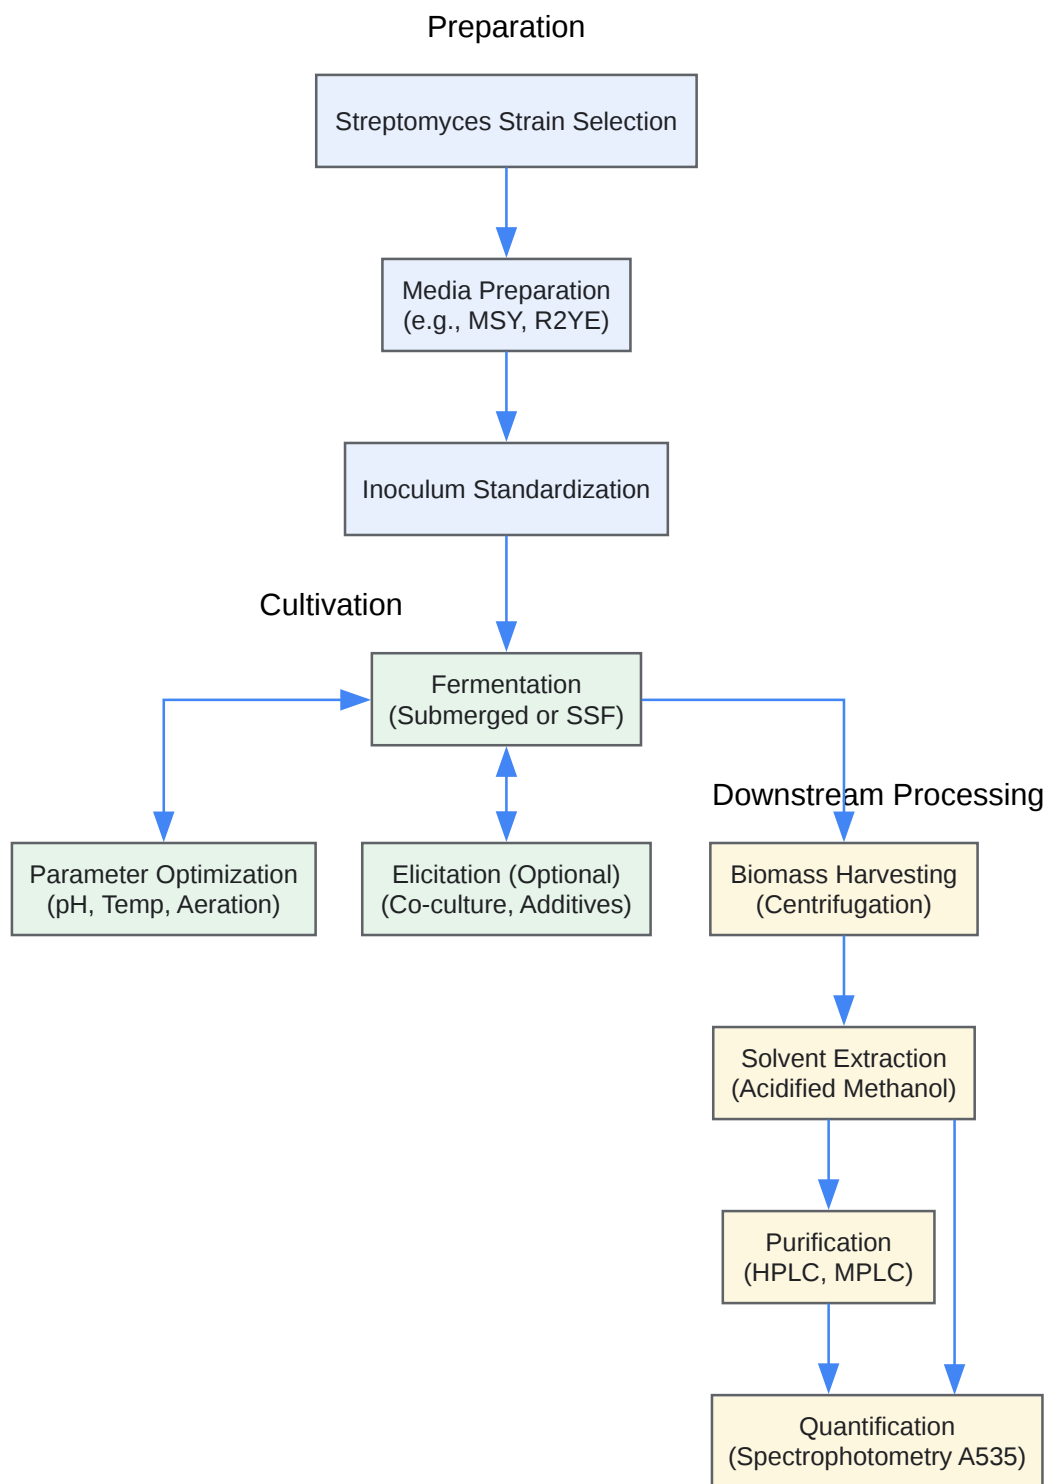 Preparation
Streptomyces Strain Selection
Media Preparation
(e.g., MSY, R2YE)
Inoculum Standardization
Cultivation
Fermentation
(Submerged or SSF)
Downstream Processing
Parameter Optimization
(pH, Temp, Aeration)
Elicitation (Optional)
(Co-culture, Additives)
Biomass Harvesting
(Centrifugation)
Solvent Extraction
(Acidified Methanol)
Purification
(HPLC, MPLC)
Quantification
(Spectrophotometry A535)